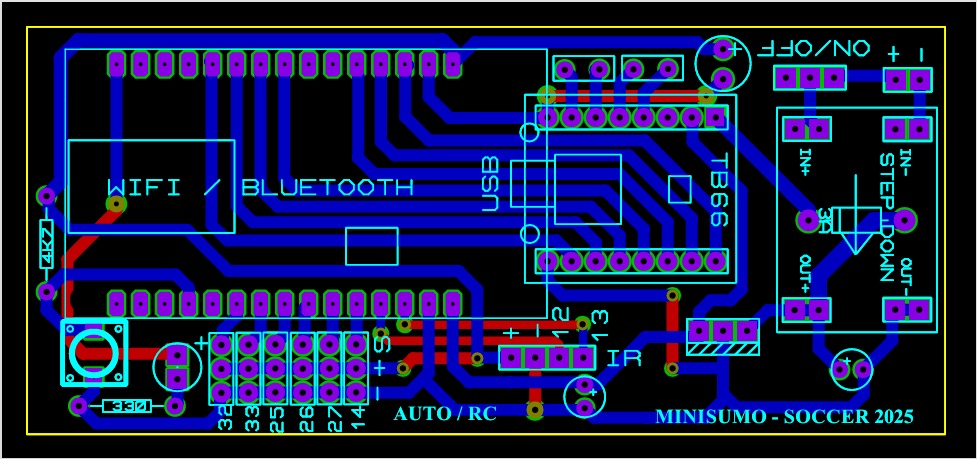 ON/OFF
+ -
+
WIFI / BLUETOOTH
USB
TB66
IN+
IN-
STEP-DOWN
3A
OUT+
OUT-
4K7
330
+
S
+
-
32
33
25
26
27
14
+
-
12
13
IR
+
+
AUTO / RC
MINISUMO - SOCCER 2025